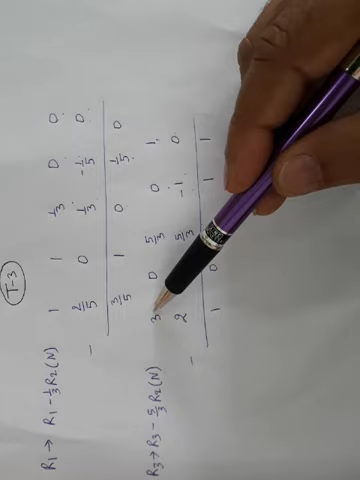 T-3
R1 → R1 - 1/3 R2(N) 1 1 1/3 0 0
- 2/5 0 1/3 -1/5 0
3/5 1 0 1/5 0
R3 → R3 - 5/3 R2(N) 3 0 5/3 0 1
- 2 5/3 -1 0
1 0 1 1